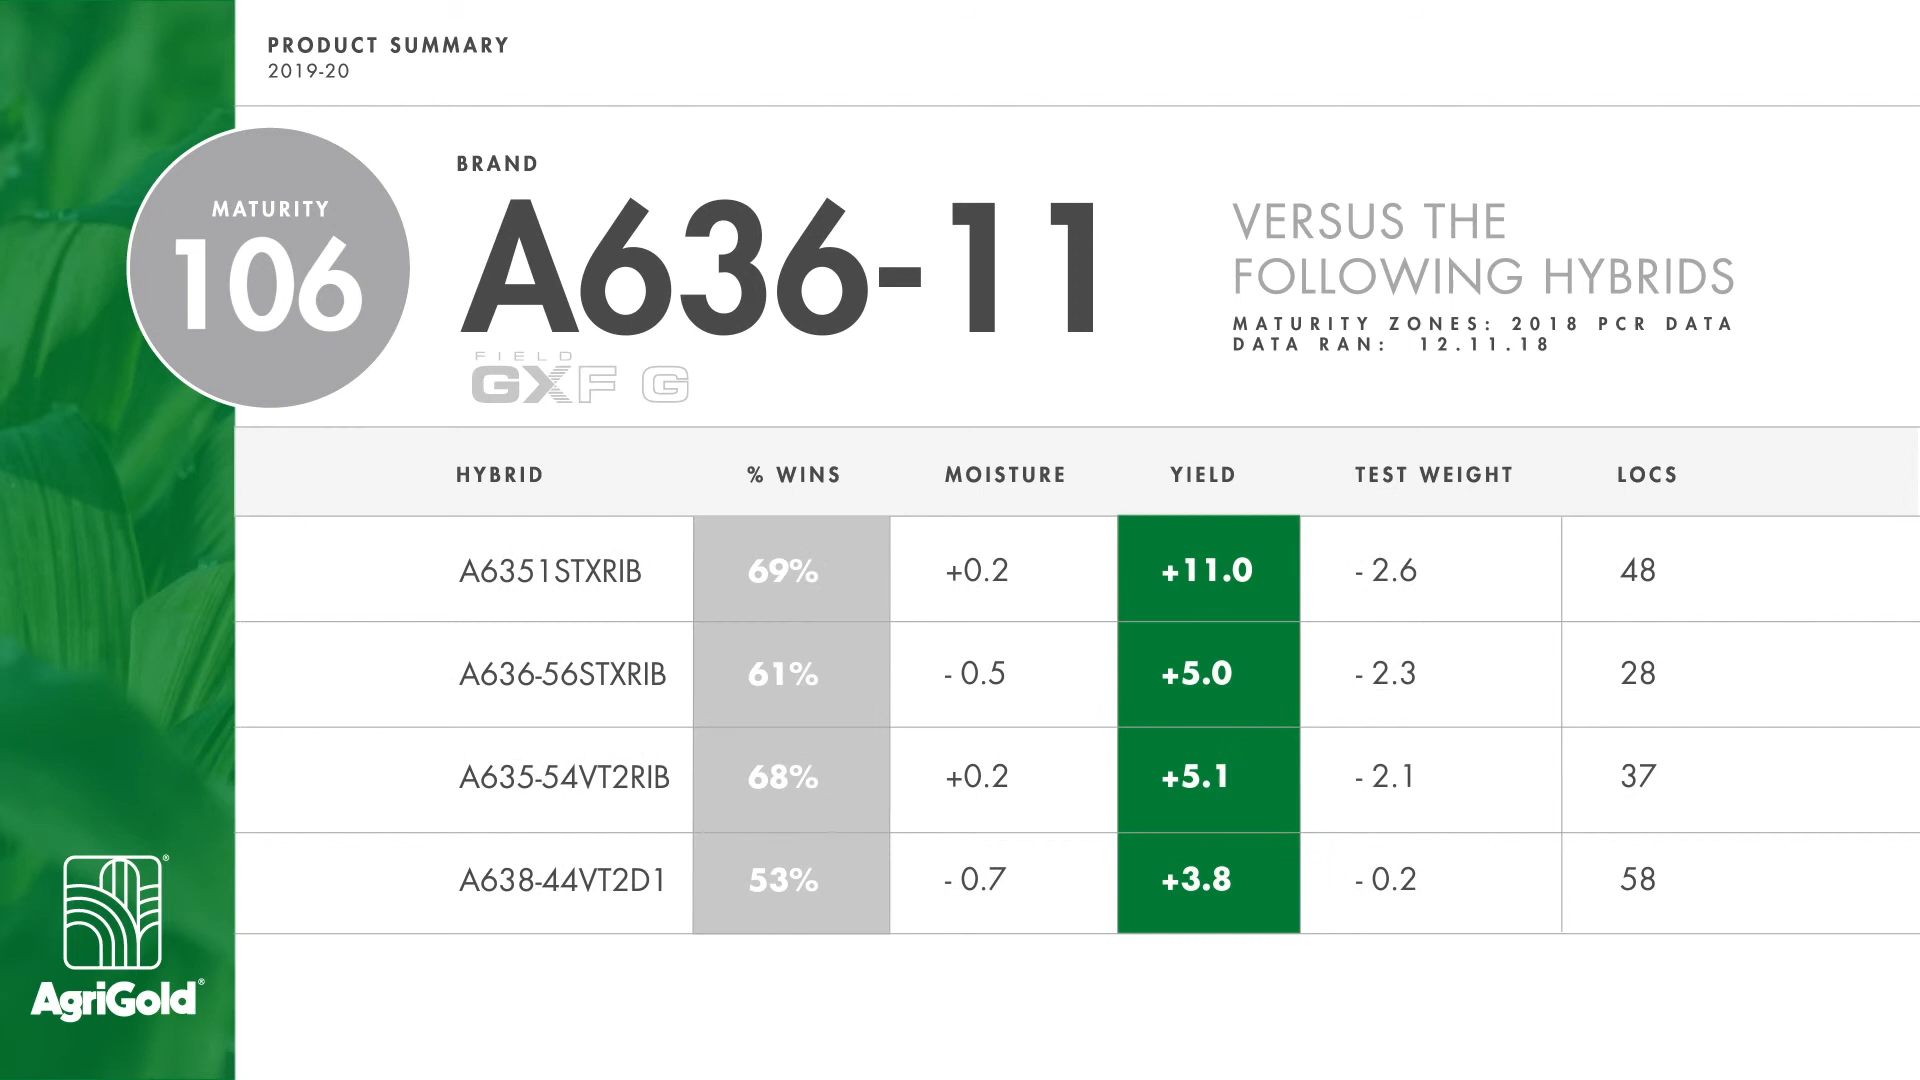 PRODUCT SUMMARY
2019-20
MATURITY
106
BRAND
A636-11
FIELD
GXF G
VERSUS THE
FOLLOWING HYBRIDS
MATURITY ZONES: 2018 PCR DATA
DATA RAN: 12.11.18
HYBRID % WINS MOISTURE YIELD TEST WEIGHT LOCS
A6351STXRIB 69% +0.2 +11.0 - 2.6 48
A636-56STXRIB 61% - 0.5 +5.0 - 2.3 28
A635-54VT2RIB 68% +0.2 +5.1 - 2.1 37
A638-44VT2D1 53% - 0.7 +3.8 - 0.2 58
AgriGold®